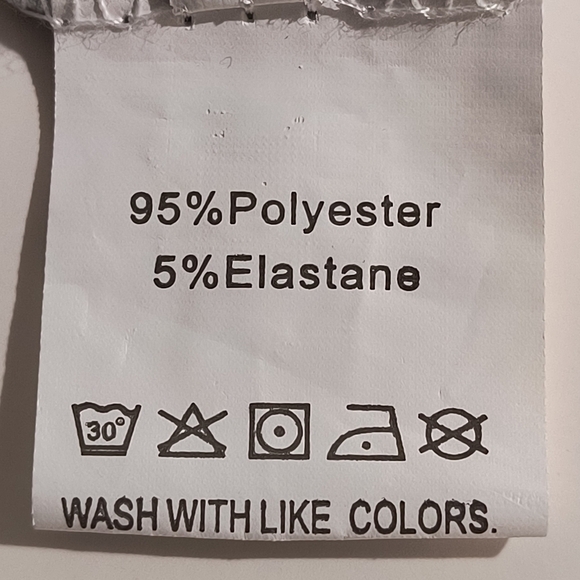 95%Polyester
5%Elastane
30°
WASH WITH LIKE COLORS.